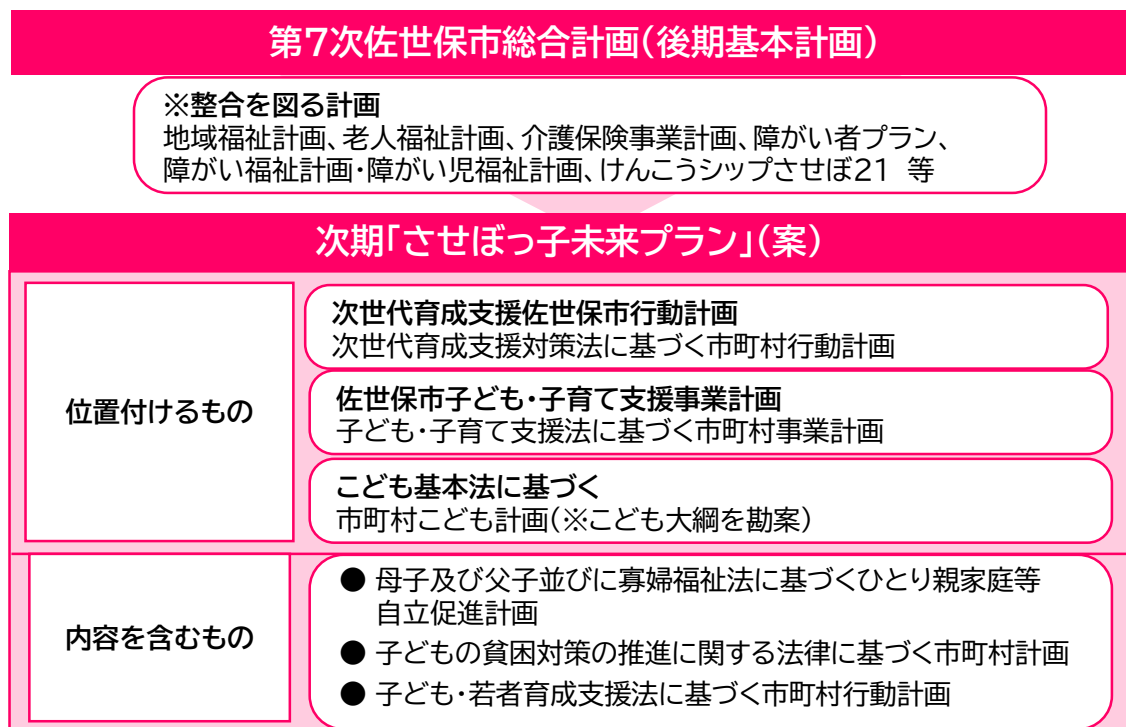 第7次佐世保市総合計画(後期基本計画)
※整合を図る計画
地域福祉計画、老人福祉計画、介護保険事業計画、障がい者プラン、
障がい福祉計画・障がい児福祉計画、けんこうシップさせぼ21 等
次期「させぼっ子未来プラン」(案)
位置付けるもの
次世代育成支援佐世保市行動計画
次世代育成支援対策法に基づく市町村行動計画
佐世保市子ども・子育て支援事業計画
子ども・子育て支援法に基づく市町村事業計画
こども基本法に基づく
市町村こども計画(※こども大綱を勘案)
内容を含むもの
● 母子及び父子並びに寡婦福祉法に基づくひとり親家庭等
自立促進計画
● 子どもの貧困対策の推進に関する法律に基づく市町村計画
● 子ども・若者育成支援法に基づく市町村行動計画